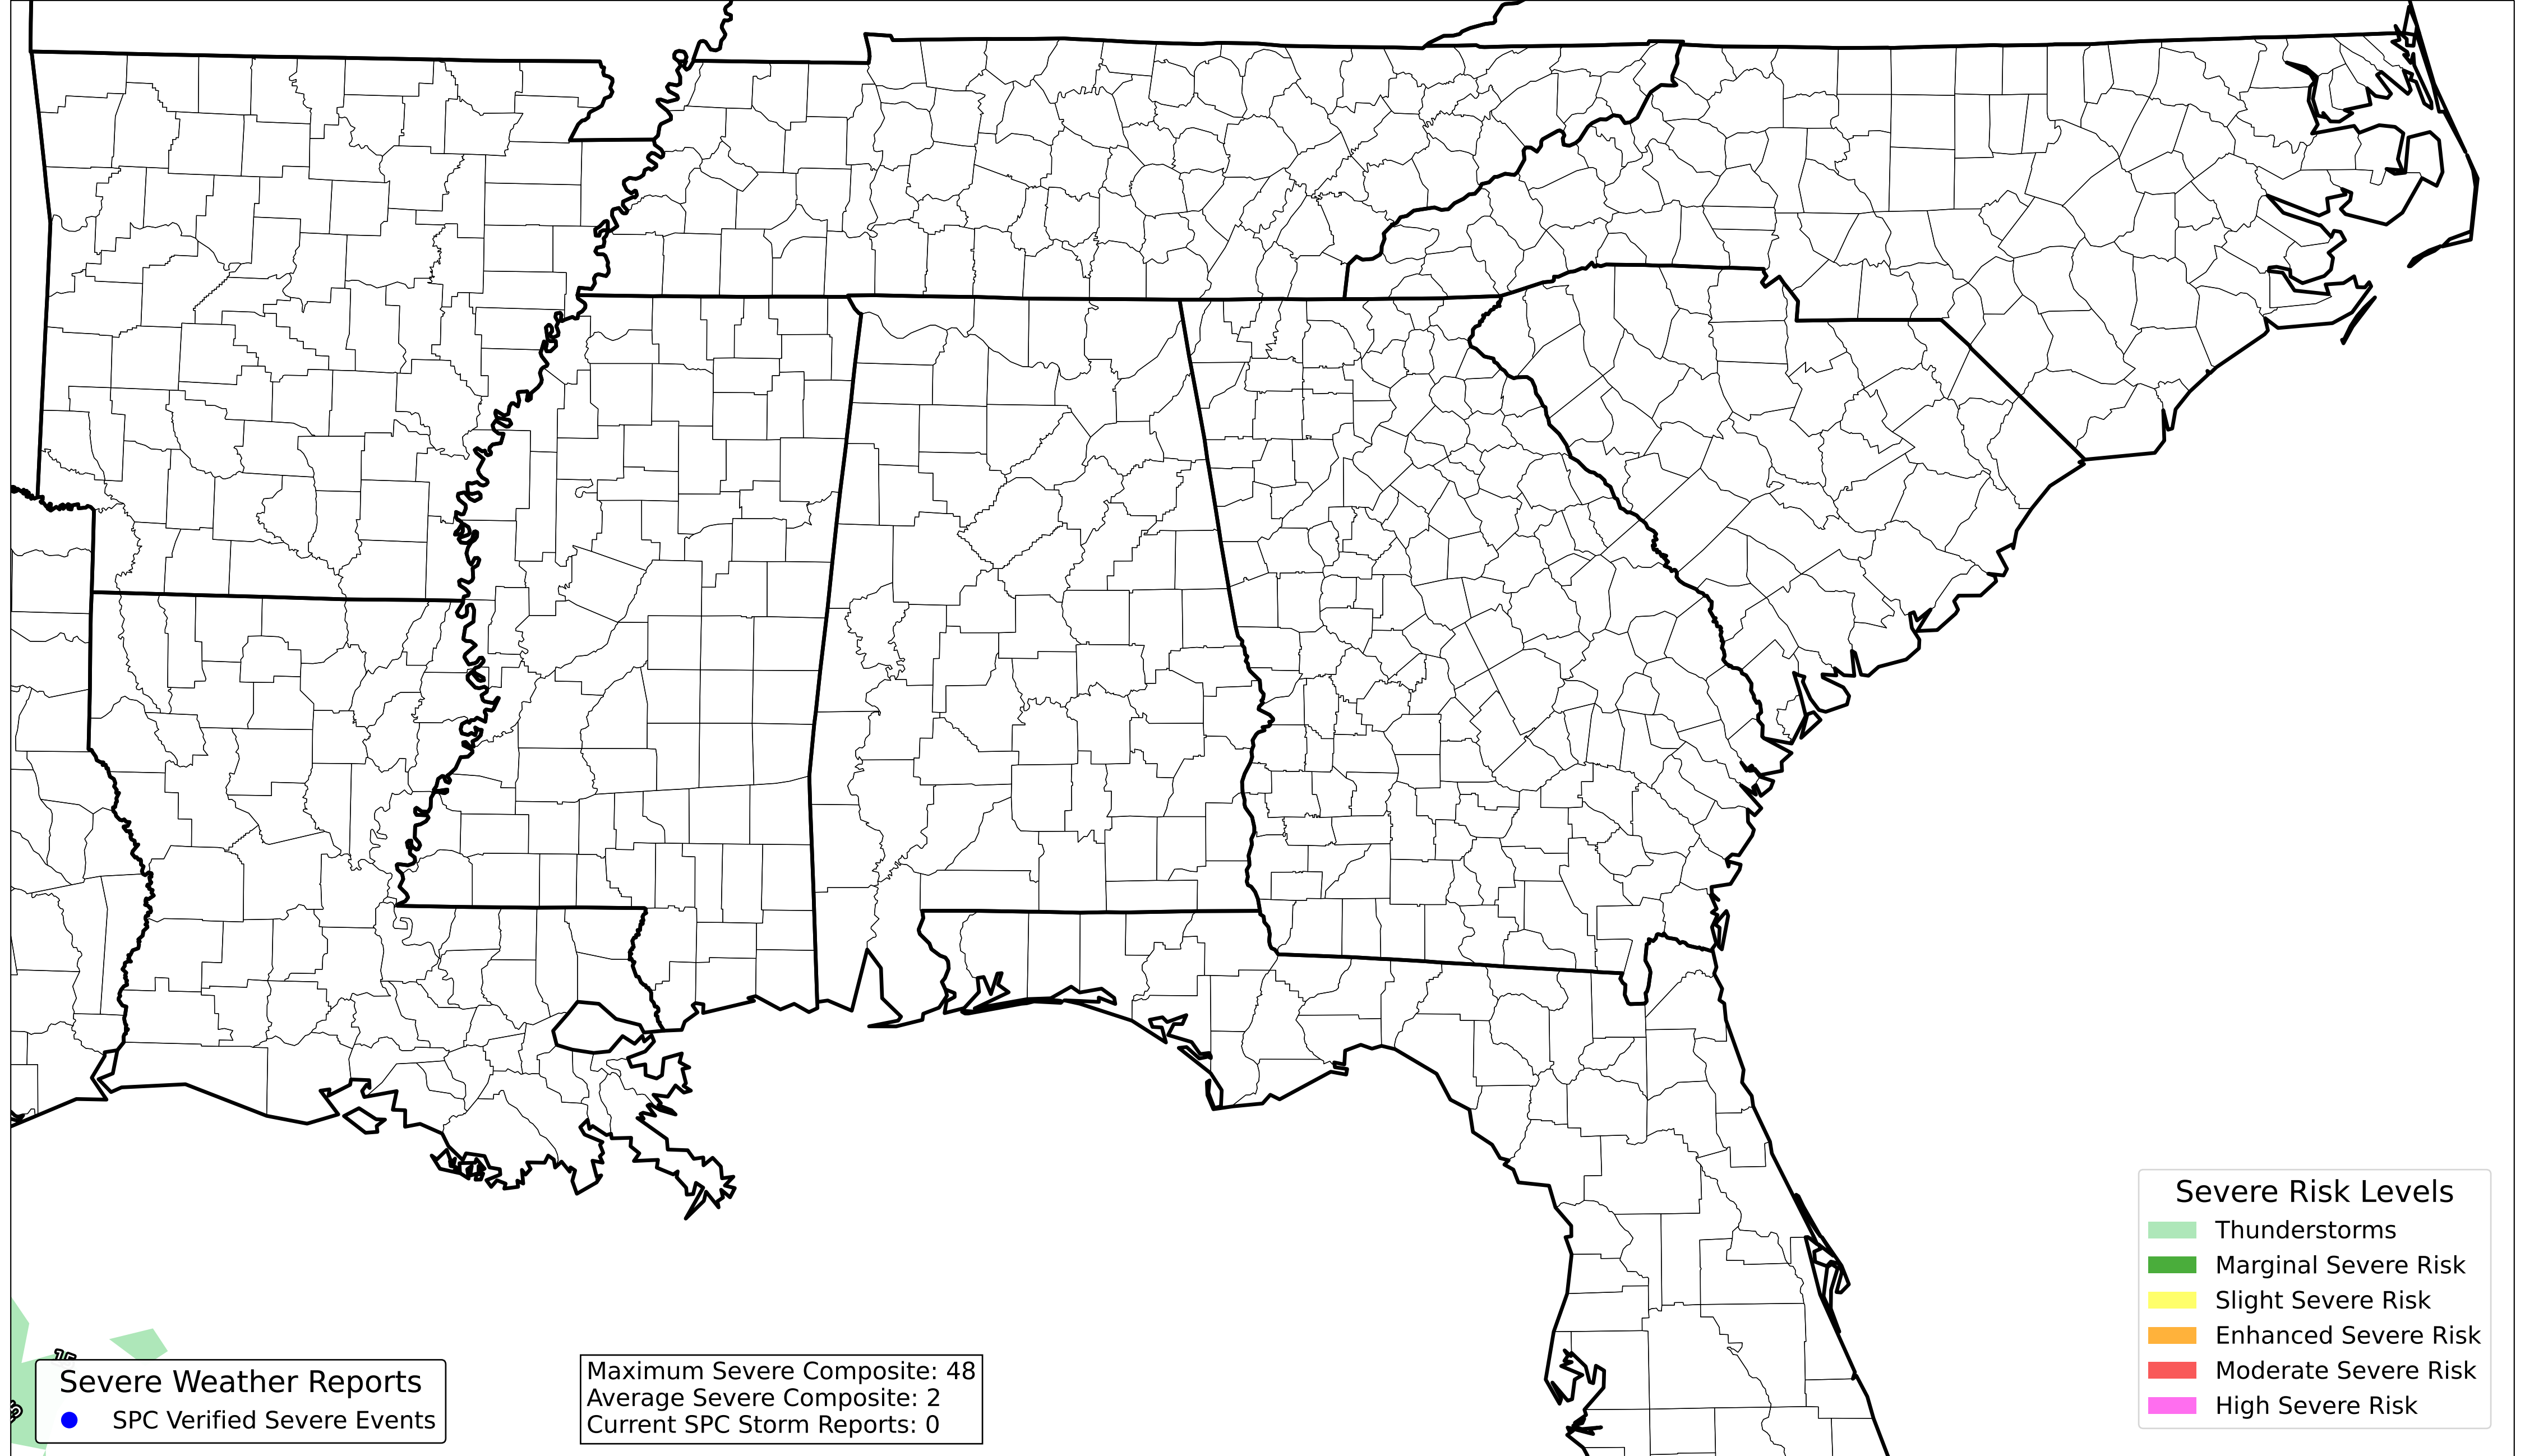 Severe Weather Reports
SPC Verified Severe Events
Maximum Severe Composite: 48
Average Severe Composite: 2
Current SPC Storm Reports: 0
Severe Risk Levels
Thunderstorms
Marginal Severe Risk
Slight Severe Risk
Enhanced Severe Risk
Moderate Severe Risk
High Severe Risk